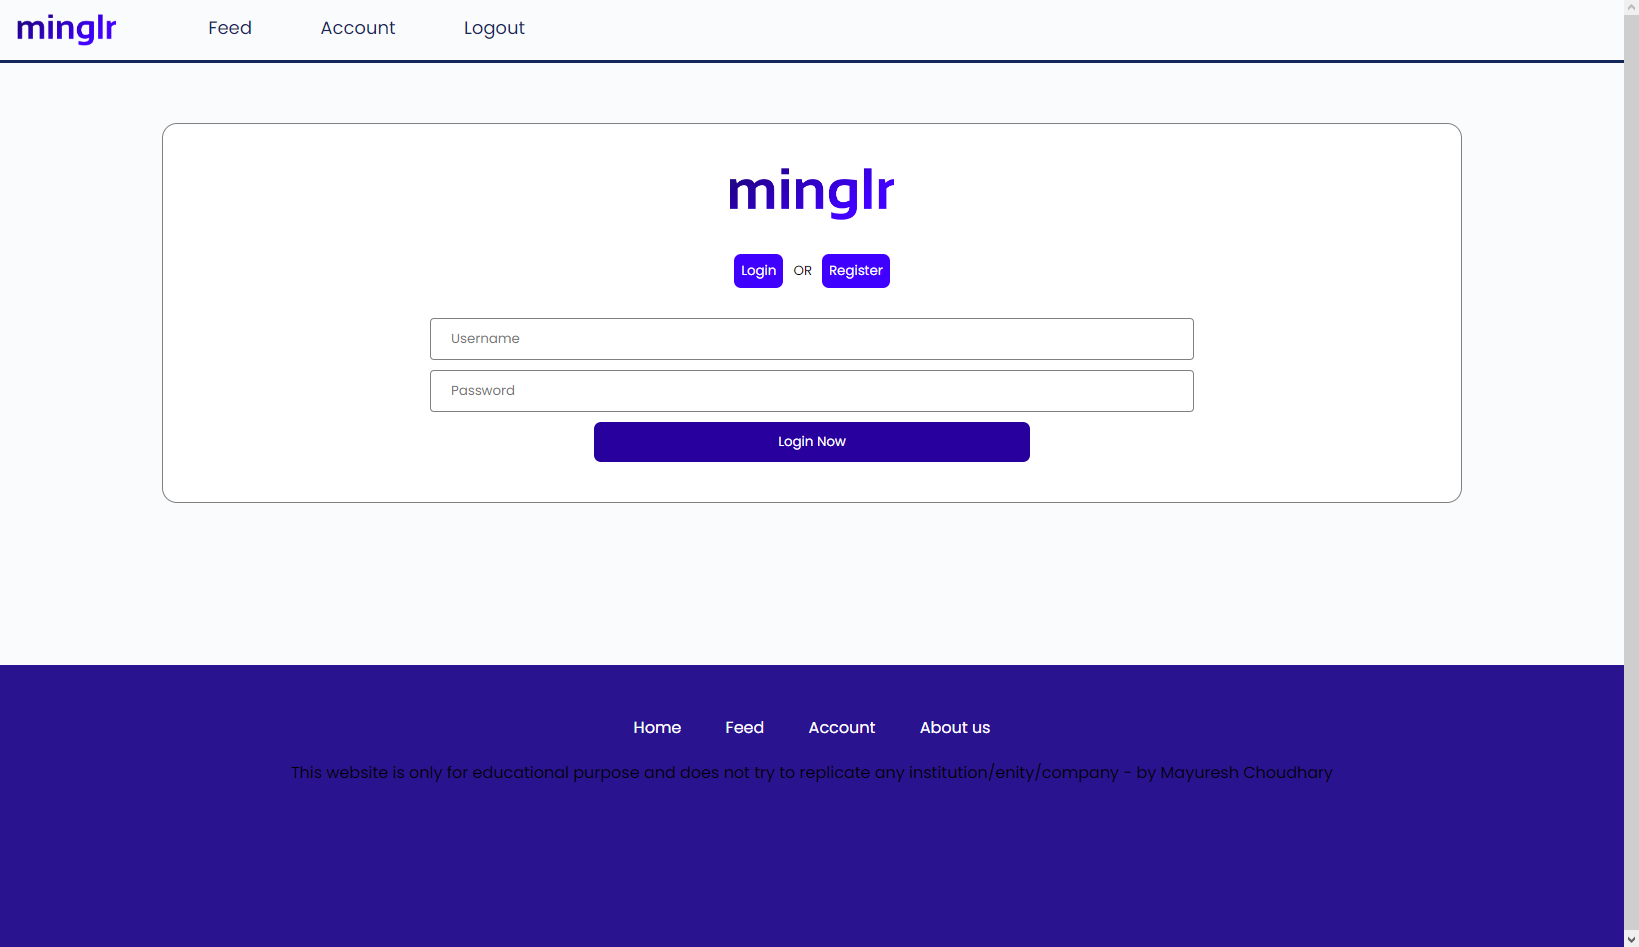 minglr Feed Account Logout
minglr
Login OR Register
Username
Password
Login Now
Home Feed Account About us
This website is only for educational purpose and does not try to replicate any institution/enity/company - by Mayuresh Choudhary